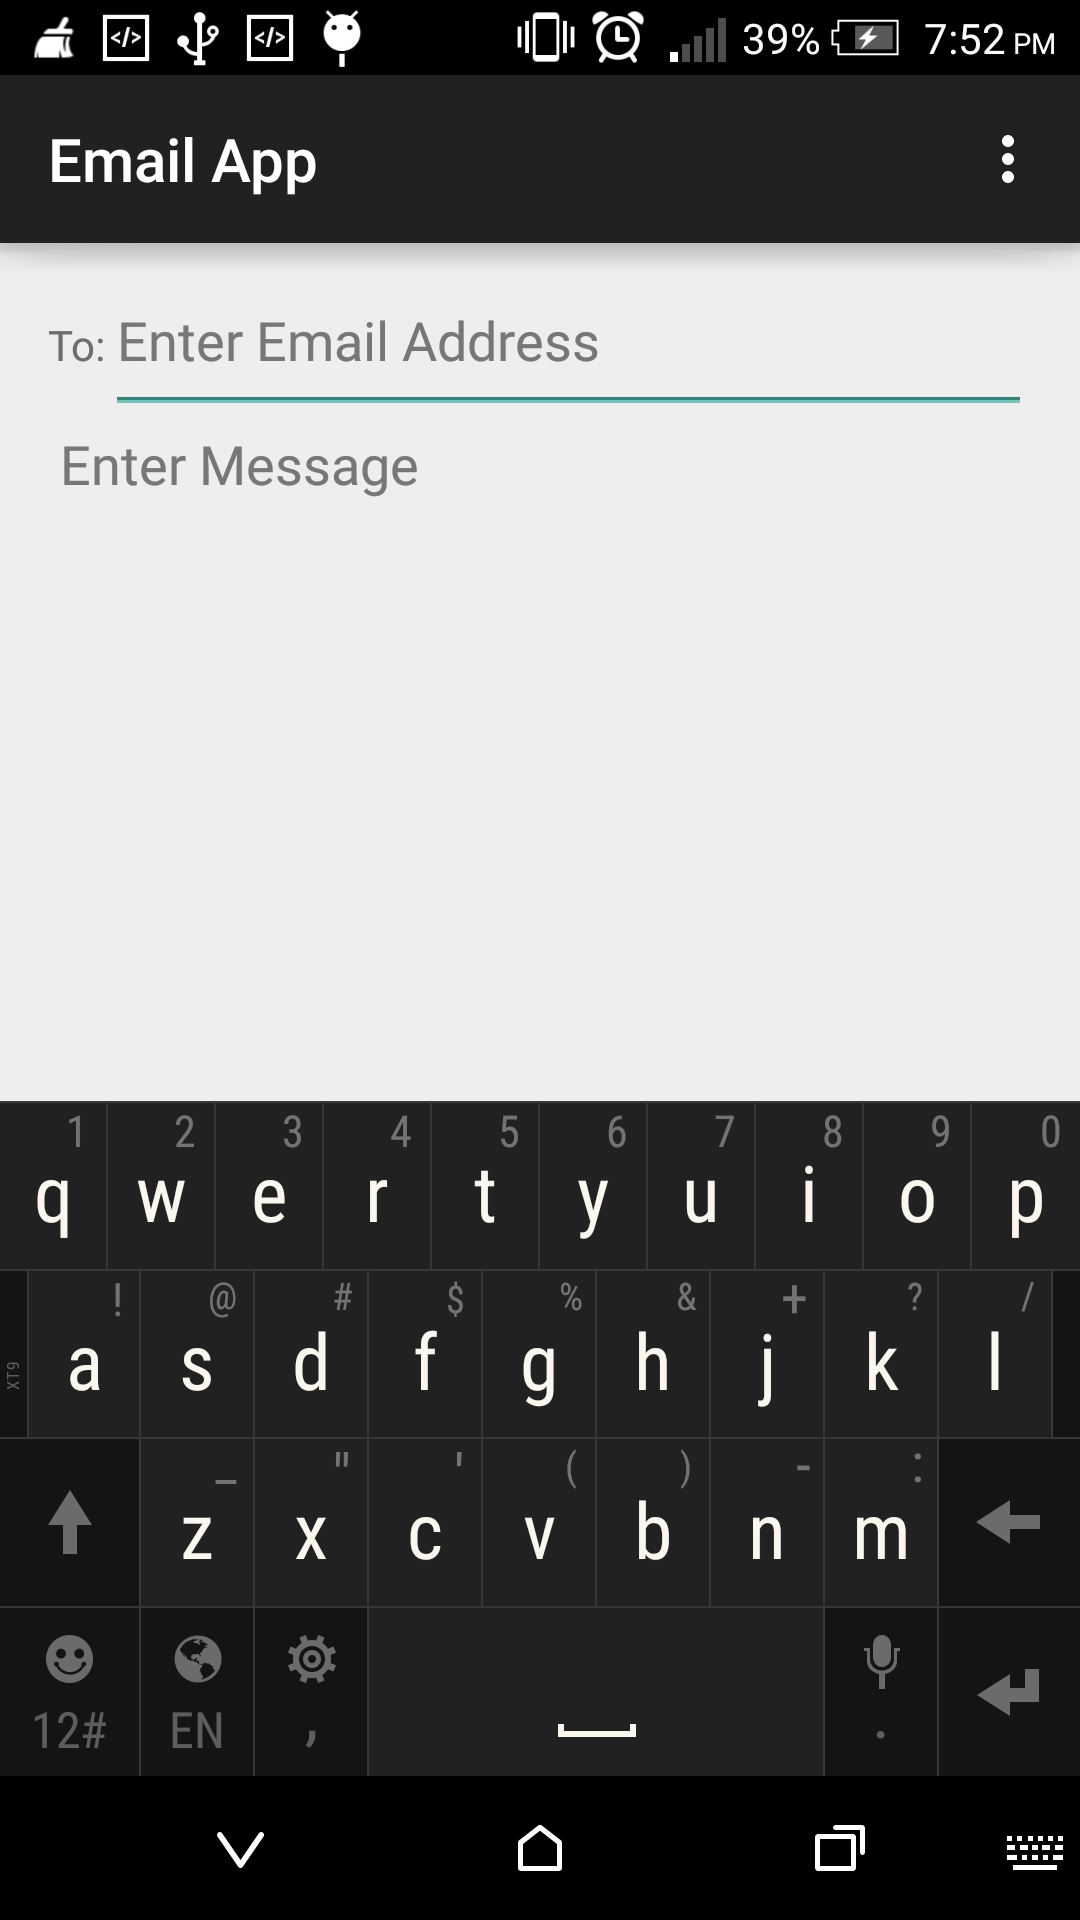 39% 7:52 PM
Email App
To: Enter Email Address
Enter Message
1 2 3 4 5 6 7 8 9 0
q w e r t y u i o p
! @ # $ % & + ? /
XT9 a s d f g h j k l
_ " ' ( ) - :
z x c v b n m
12# EN , .